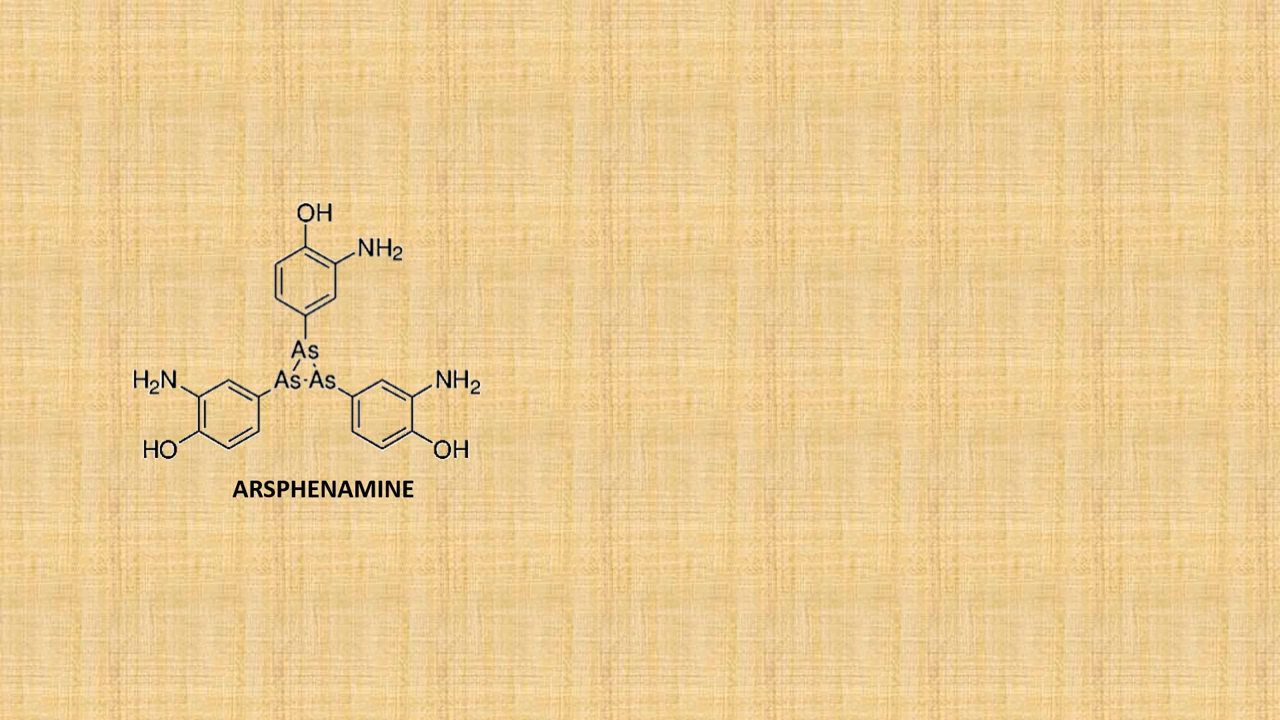 OH
NH2
As
H2N As As NH2
HO OH
ARSPHENAMINE